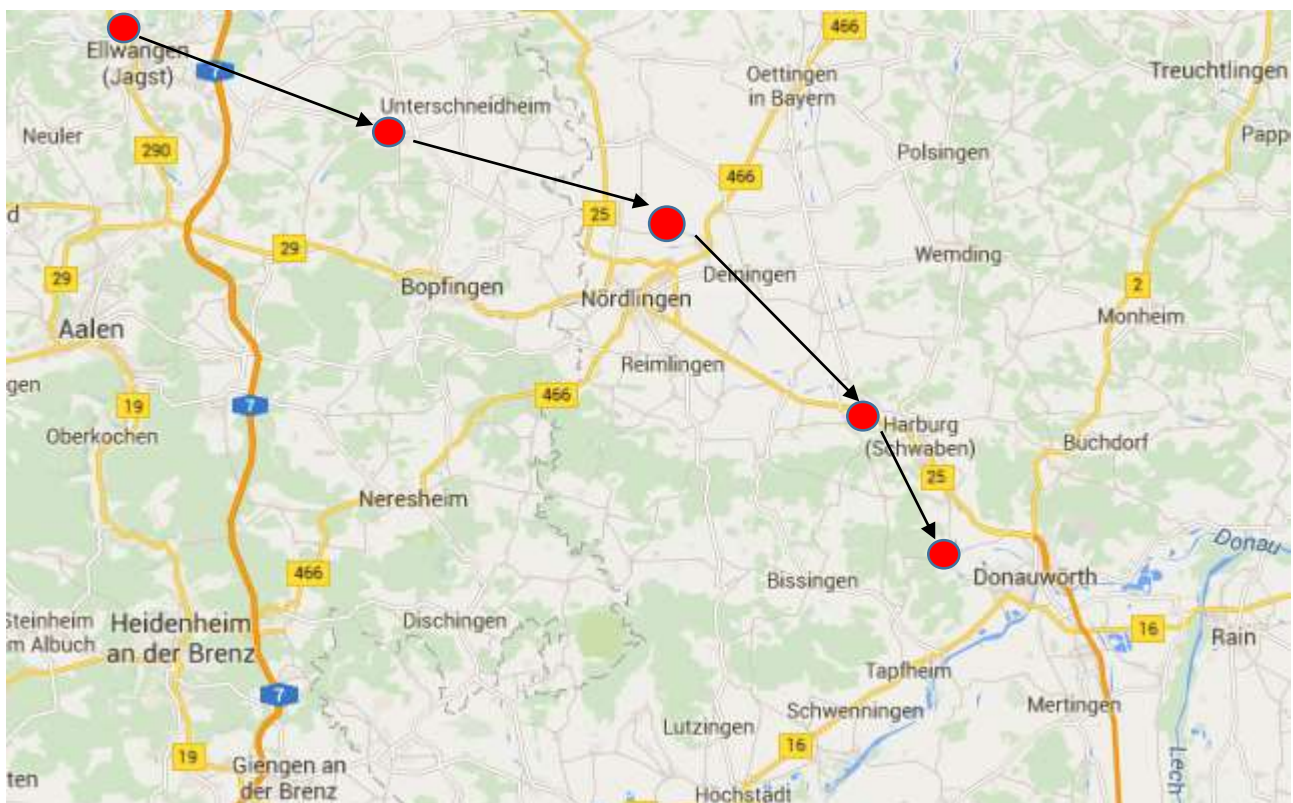 466
Ellwangen
(Jagst)
7
Oettingen
in Bayern
Treuchtlingen
Unterschneidheim
Neuler
290
Polsingen
Papp
466
d
25
29
29
Wemding
Deiningen
Bopfingen
Nördlingen
2
Monheim
Aalen
Reimlingen
gen
19
7
466
Oberkochen
Harburg
(Schwaben)
Buchdorf
25
Neresheim
Donau
466
Bissingen
Donauwörth
Steinheim
m Albuch
Heidenheim
an der Brenz
Dischingen
16
Rain
Tapfheim
7
Mertingen
Schwenningen
Lutzingen
16
19
Giengen an
der Brenz
Lech
ten
Höchstädt